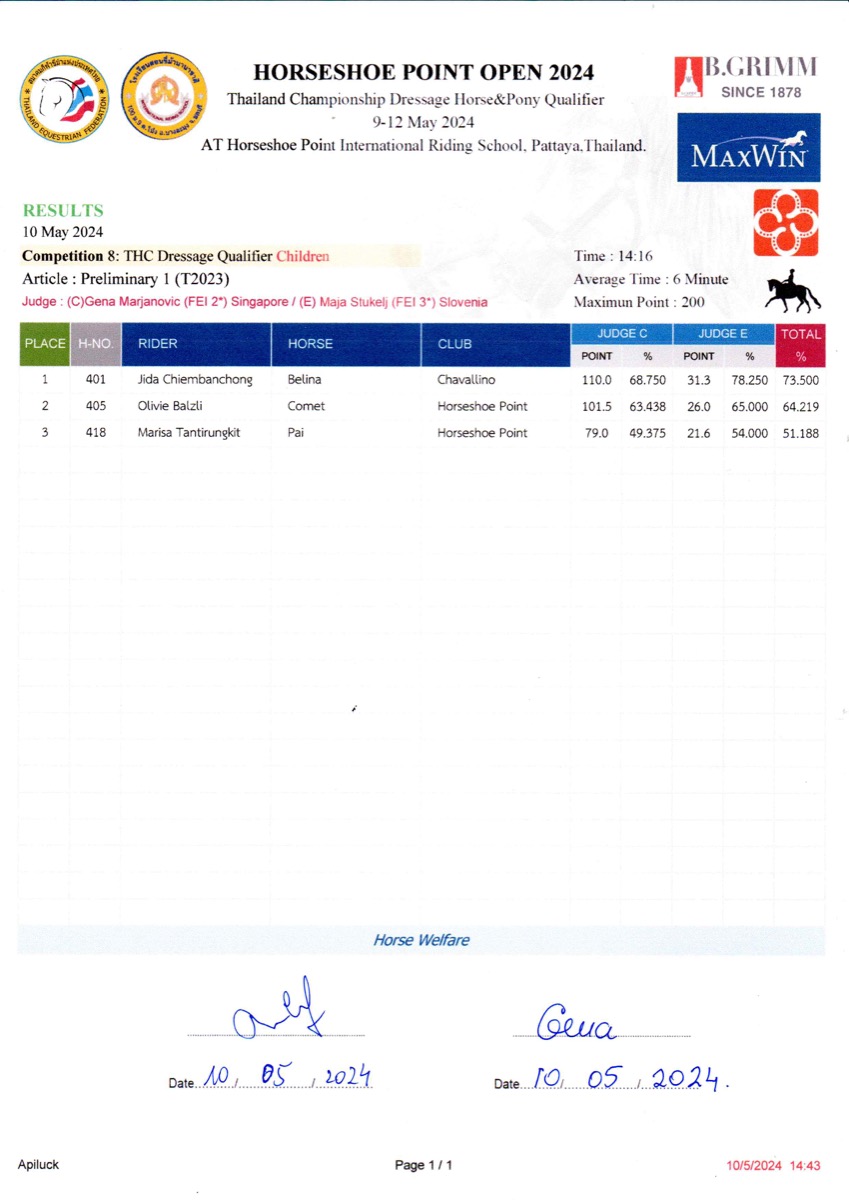 HORSESHOE POINT OPEN 2024
Thailand Championship Dressage Horse&Pony Qualifier
9-12 May 2024
AT Horseshoe Point International Riding School, Pattaya,Thailand.
THAILAND EQUESTRIAN FEDERATION
B.GRIMM
SINCE 1878
MAXWIN
RESULTS
10 May 2024
Competition 8: THC Dressage Qualifier Children
Time : 14:16
Article : Preliminary 1 (T2023)
Average Time : 6 Minute
Judge : (C)Gena Marjanovic (FEI 2*) Singapore / (E) Maja Stukelj (FEI 3*) Slovenia
Maximun Point : 200
PLACE H-NO. RIDER HORSE CLUB JUDGE C JUDGE E TOTAL
POINT % POINT % %
1 401 Jida Chiembanchong Belina Chavallino 110.0 68.750 31.3 78.250 73.500
2 405 Olivie Balzli Comet Horseshoe Point 101.5 63.438 26.0 65.000 64.219
3 418 Marisa Tantirungkit Pai Horseshoe Point 79.0 49.375 21.6 54.000 51.188
Horse Welfare
Gena
Date 10 / 05 / 2024 Date 10 / 05 / 2024.
Apiluck Page 1 / 1 10/5/2024 14:43